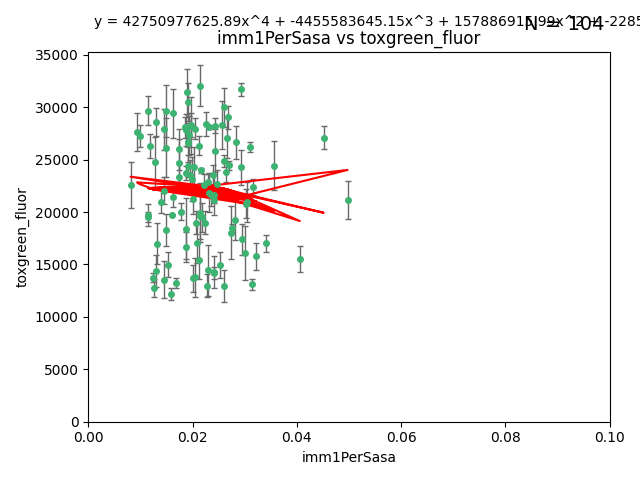 y = 42750977625.89x^4 + -4455583645.15x^3 +
N = 104
imm1PerSasa vs toxgreen_fluor
35000
30000
25000
20000
15000
10000
5000
0
toxgreen_fluor
0.00 0.02 0.04 0.06 0.08 0.10
imm1PerSasa